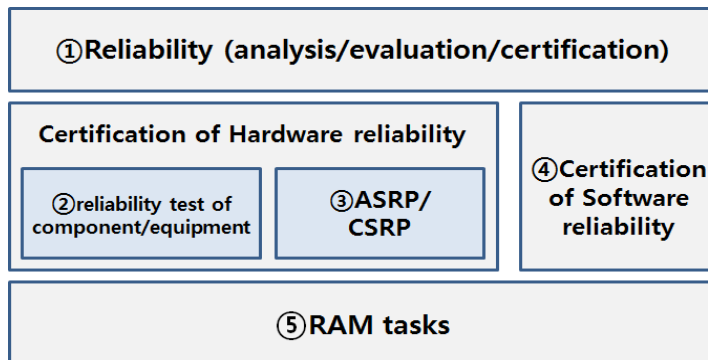 ①Reliability (analysis/evaluation/certification)
Certification of Hardware reliability
②reliability test of
component/equipment
③ASRP/
CSRP
④Certification
of Software
reliability
⑤RAM tasks